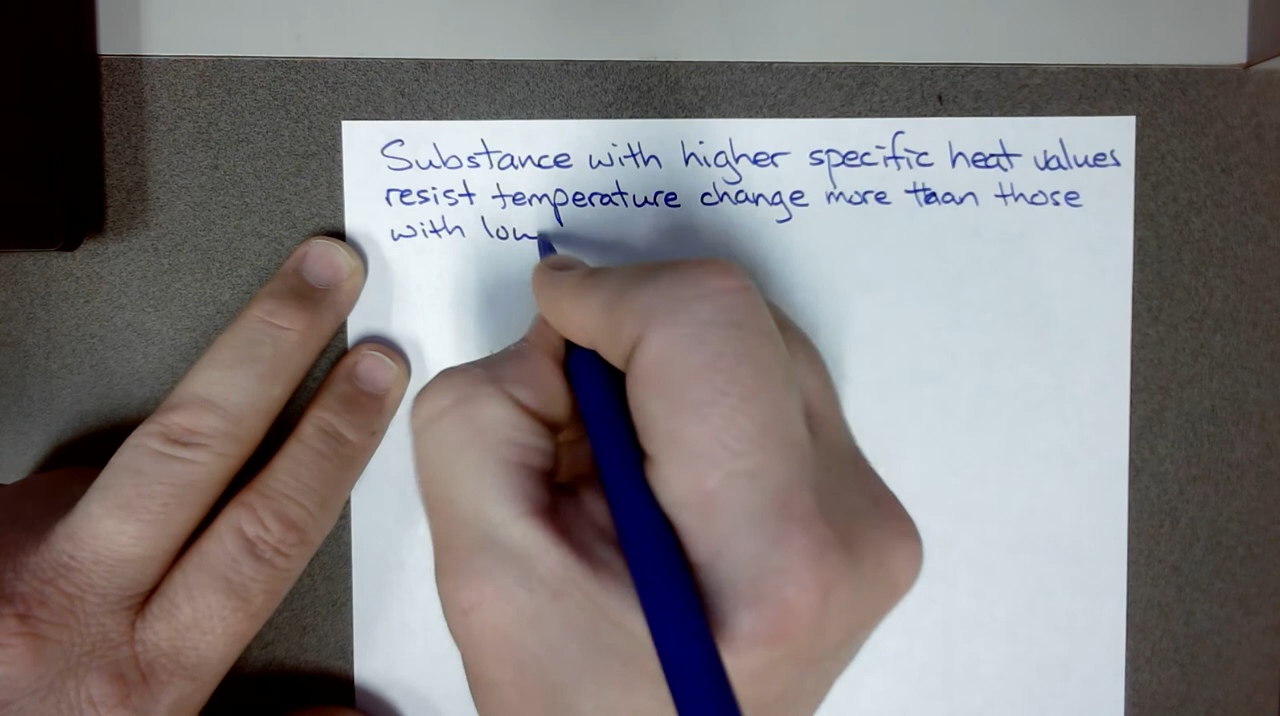 Substance with higher specific heat values
resist temperature change more than those
with low